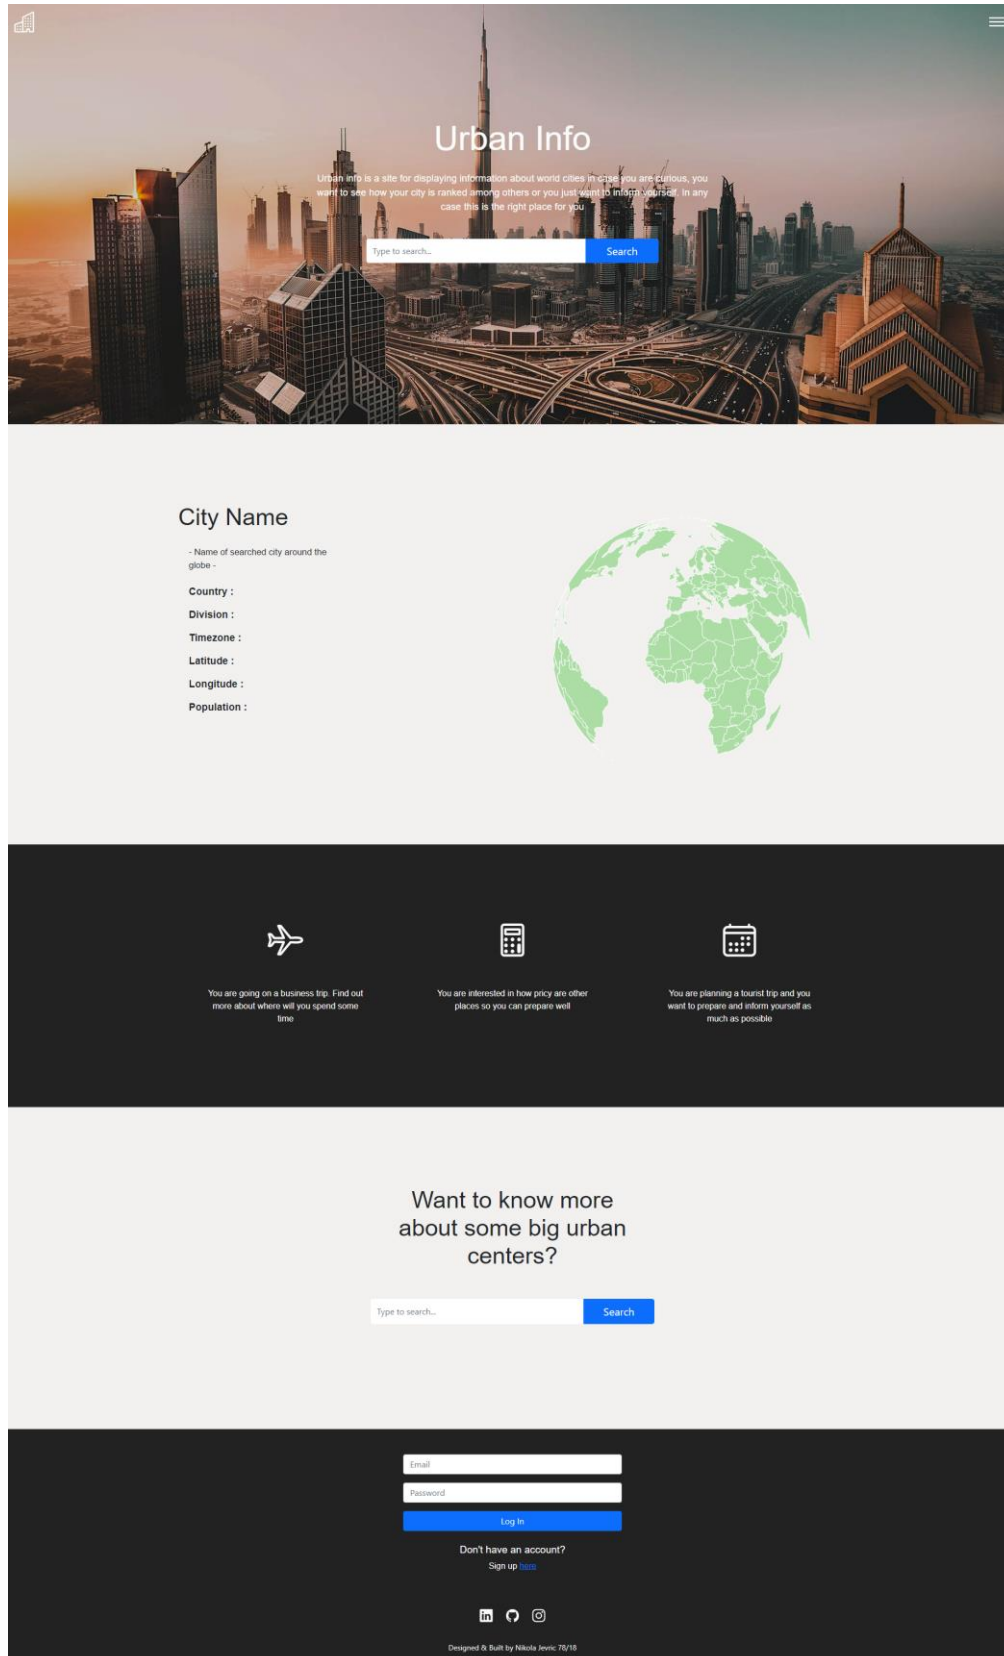 Urban Info
Urban info is a site for displaying information about world cities in case you are curious, you
want to see how your city is ranked among others or you just want to inform yourself. In any
case this is the right place for you
Type to search...
Search
City Name
- Name of searched city around the
globe -
Country :
Division :
Timezone :
Latitude :
Longitude :
Population :
You are going on a business trip. Find out
more about where will you spend some
time
You are interested in how pricy are other
places so you can prepare well
You are planning a tourist trip and you
want to prepare and inform yourself as
much as possible
Want to know more
about some big urban
centers?
Type to search...
Search
Email
Password
Log In
Don't have an account?
Sign up here
in
Designed & Built by Nikola Jevric 78/18